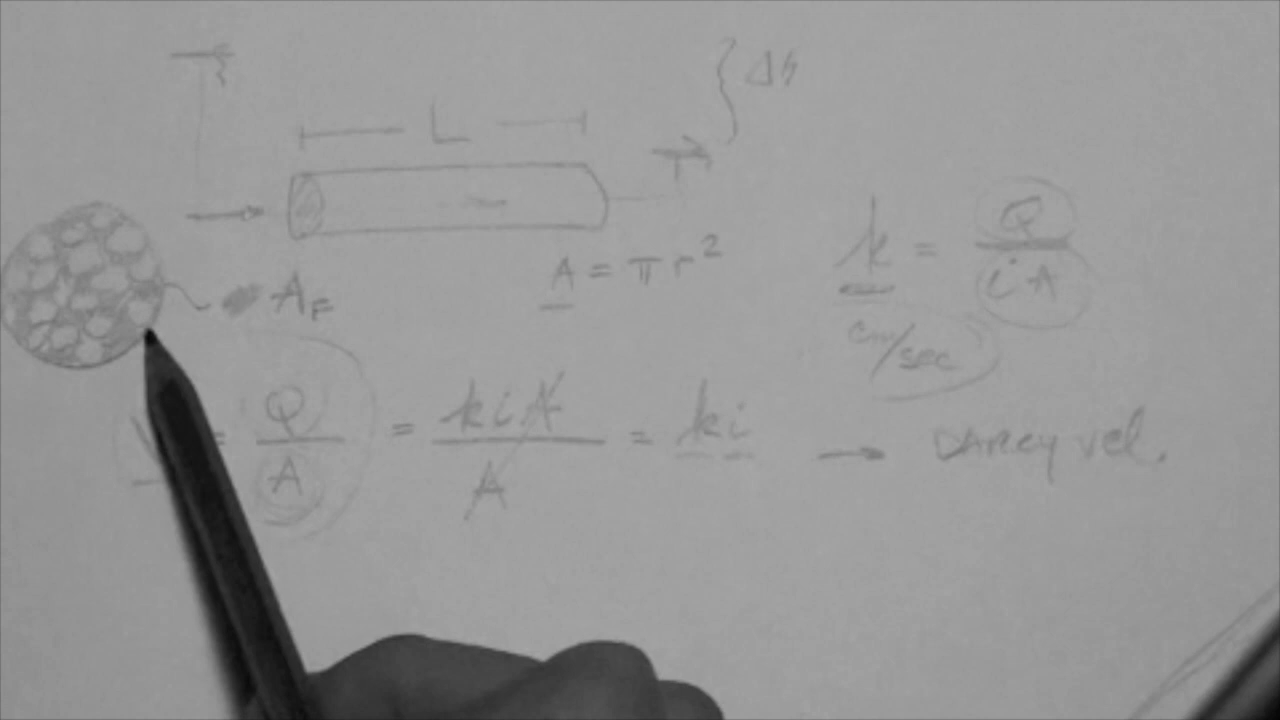 Δh
L
A = πr²
k = Q / iA
cm/sec
A_F
= Q / A = kiA / A = ki → DARCY vel.